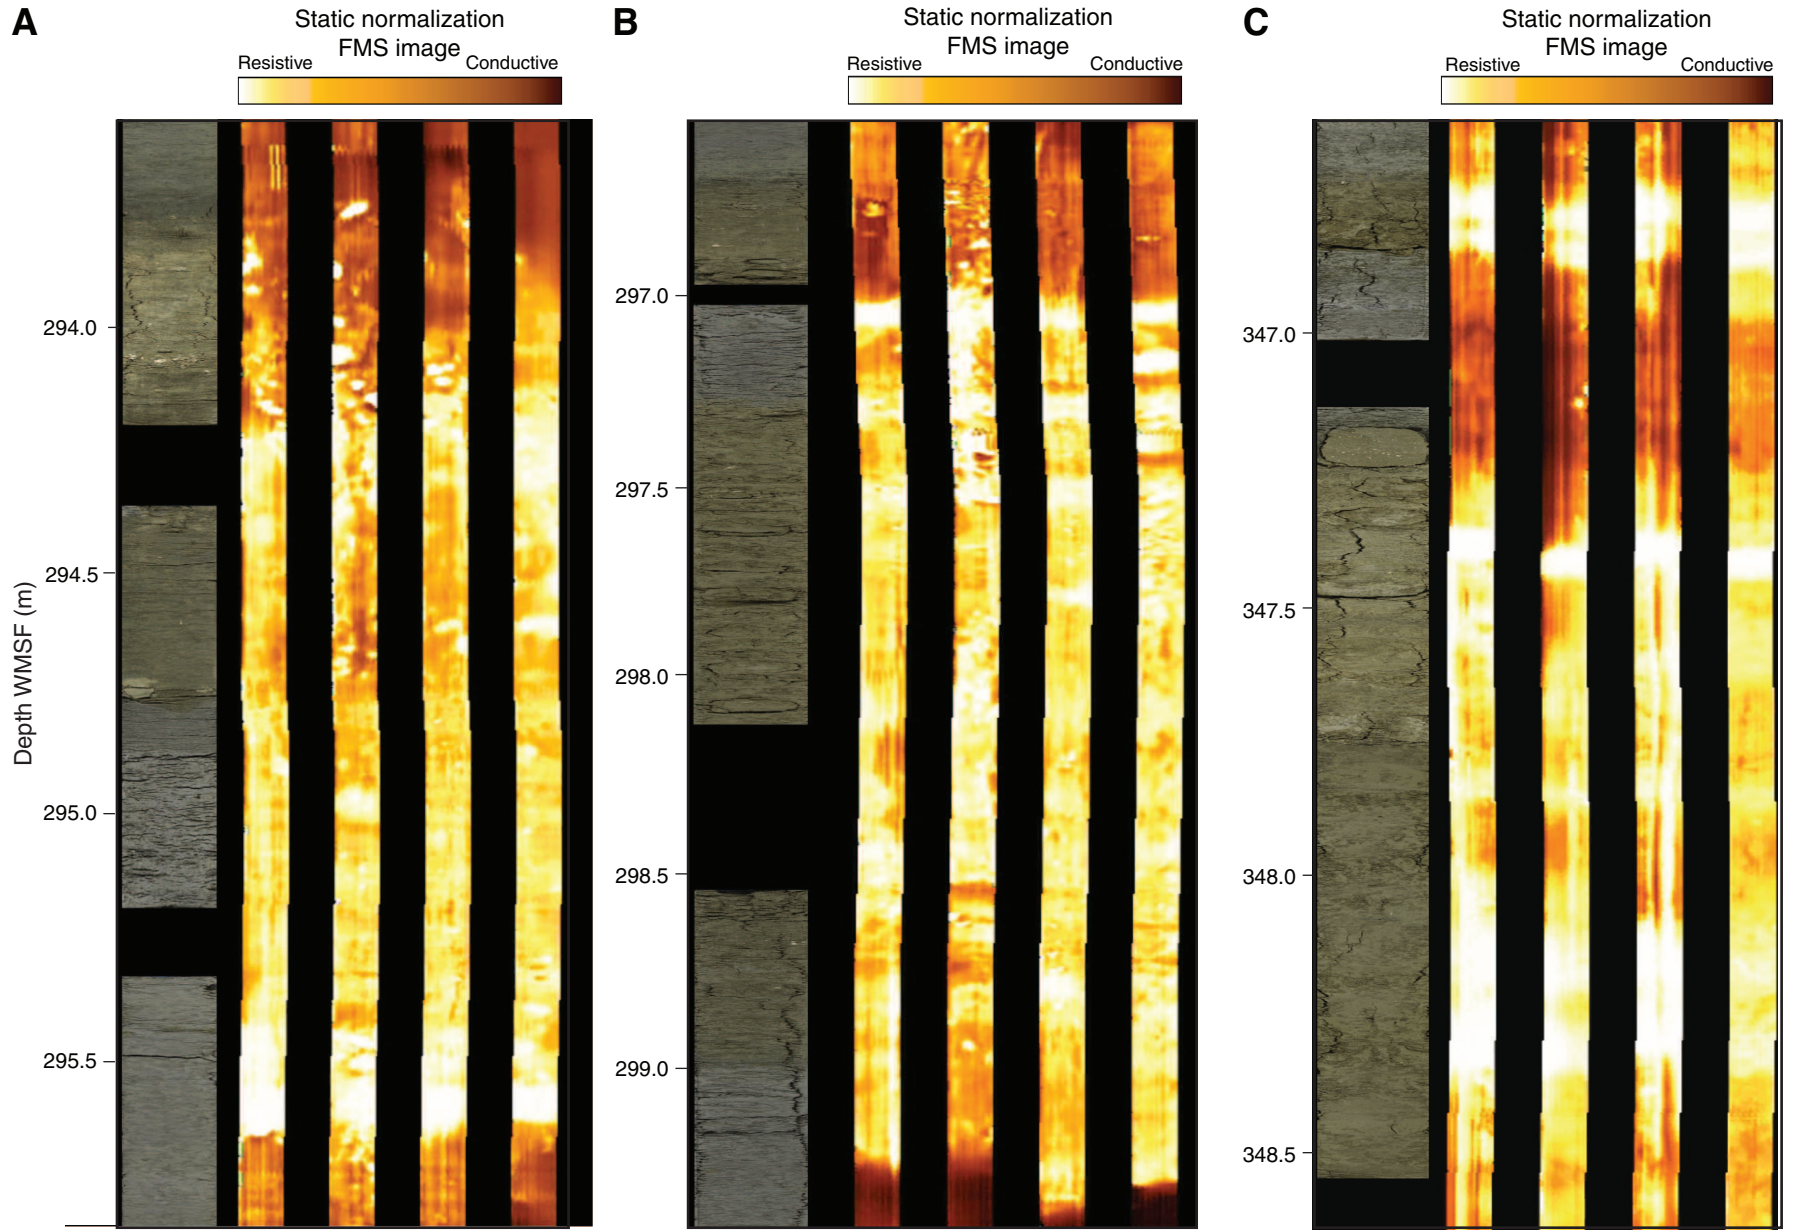 A
Static normalization
FMS image
Resistive
Conductive
Depth WMSF (m)
294.0
294.5
295.0
295.5
B
Static normalization
FMS image
Resistive
Conductive
297.0
297.5
298.0
298.5
299.0
C
Static normalization
FMS image
Resistive
Conductive
347.0
347.5
348.0
348.5